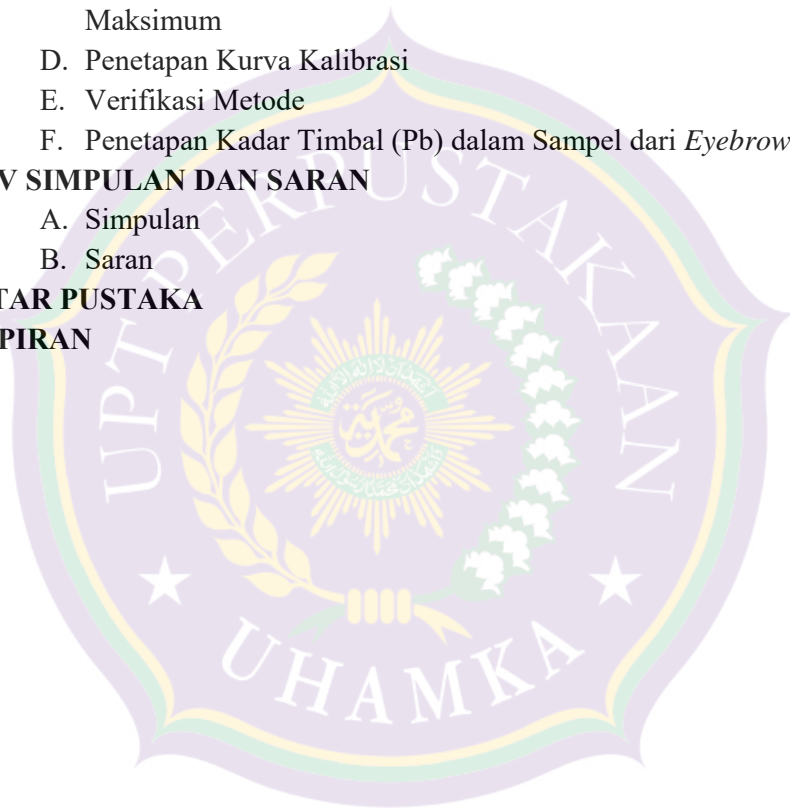 Maksimum
D. Penetapan Kurva Kalibrasi
E. Verifikasi Metode
F. Penetapan Kadar Timbal (Pb) dalam Sampel dari Eyebrow
V SIMPULAN DAN SARAN
A. Simpulan
B. Saran
TAR PUSTAKA
PIRAN
UPT PERPUSTAKAAN
UHAMKA
محمدية